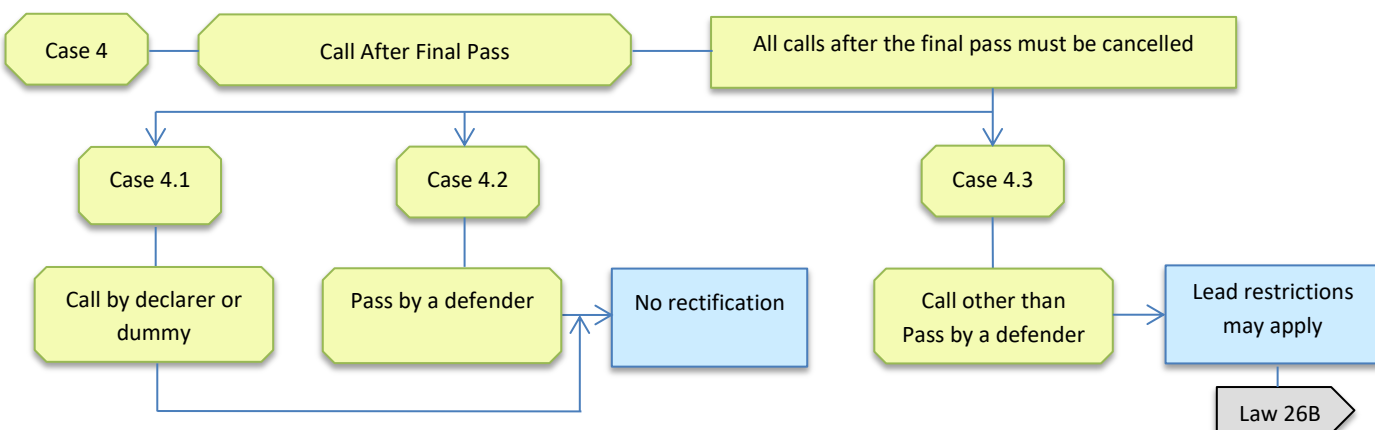 Case 4
Call After Final Pass
All calls after the final pass must be cancelled
Case 4.1
Case 4.2
Case 4.3
Call by declarer or
dummy
Pass by a defender
No rectification
Call other than
Pass by a defender
Lead restrictions
may apply
Law 26B